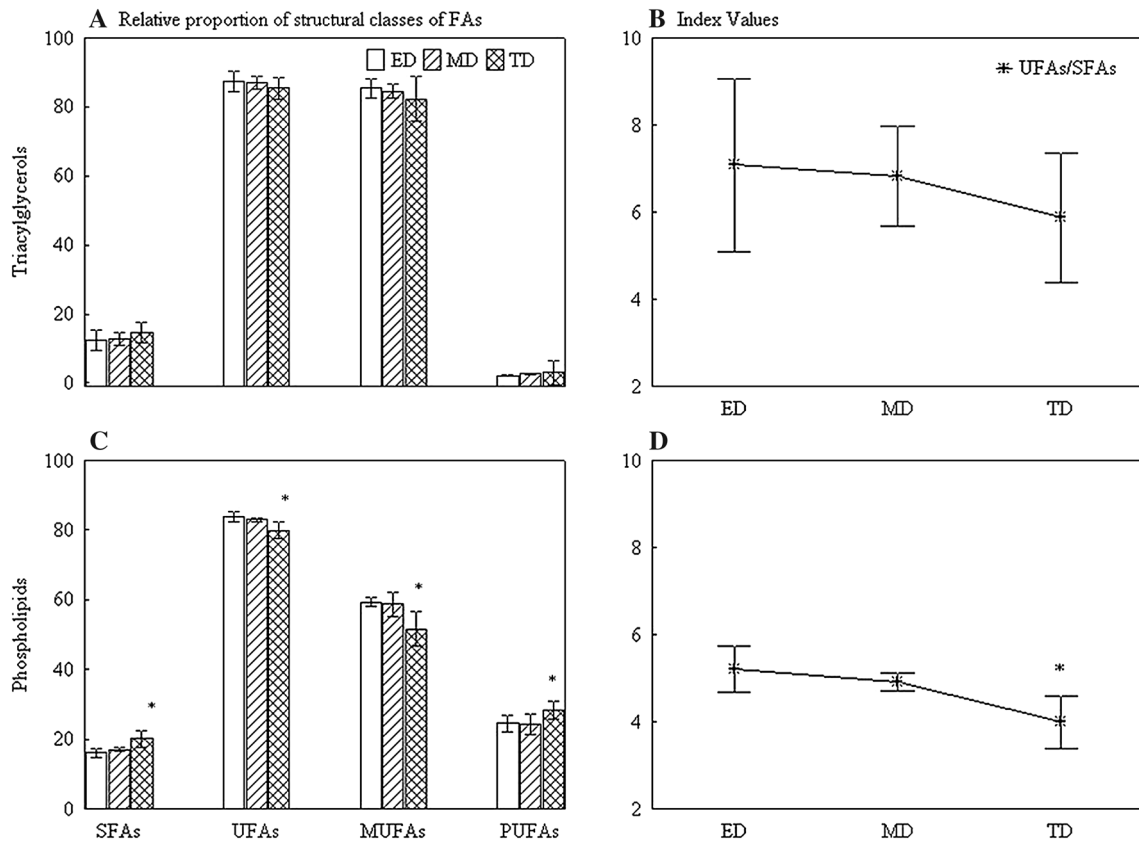 A Relative proportion of structural classes of FAs
Triacylglycerols
100
80
60
40
20
0
ED MD TD
B Index Values
10
8
6
4
2
UFAs/SFAs
ED MD TD
C
Phospholipids
100
80
60
40
20
0
*
*
*
*
SFAs UFAs MUFAs PUFAs
D
10
8
6
4
2
*
ED MD TD